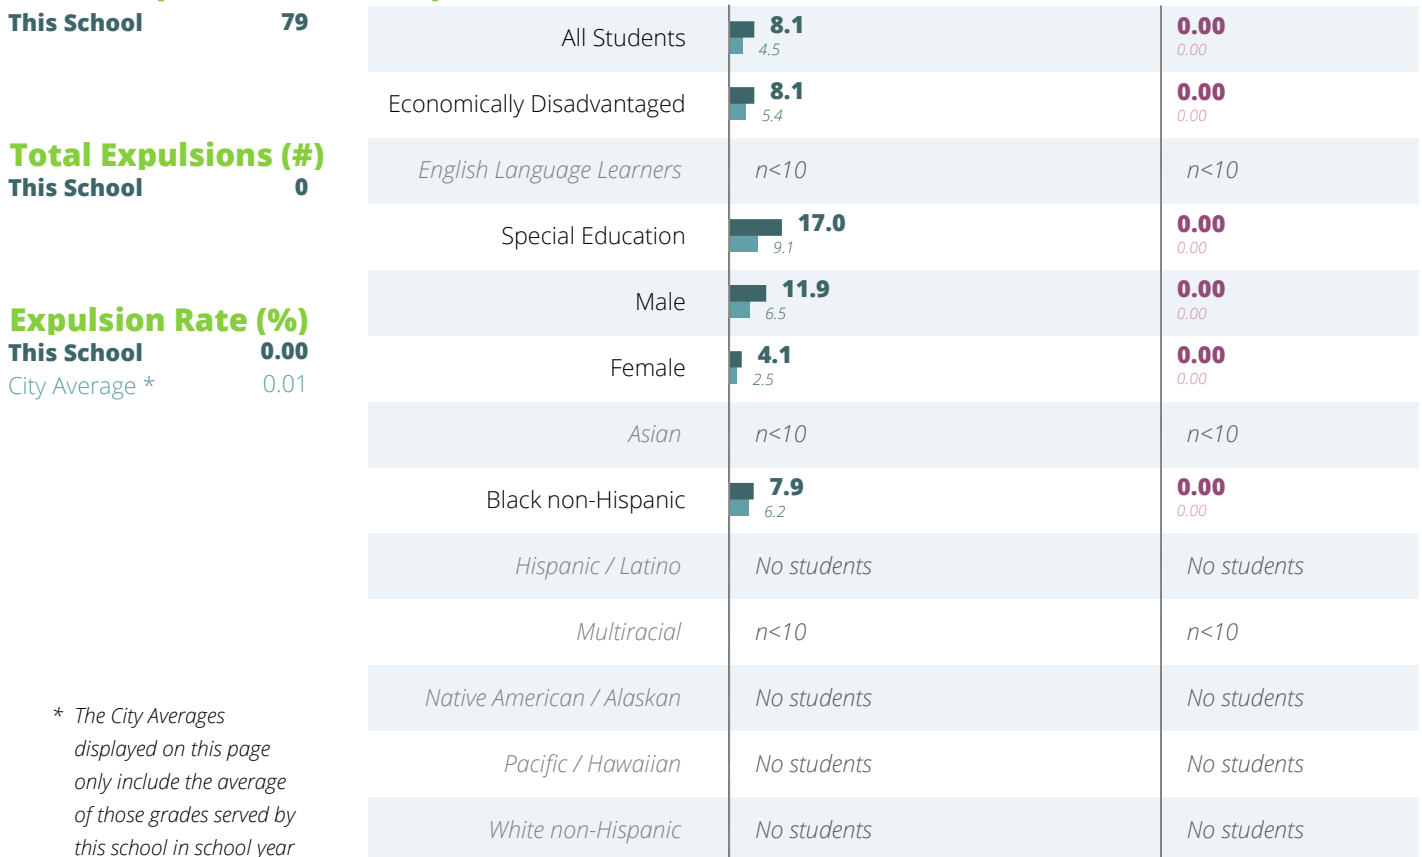 This School 79
Total Expulsions (#)
This School 0
Expulsion Rate (%)
This School 0.00
City Average * 0.01
* The City Averages
displayed on this page
only include the average
of those grades served by
this school in school year
All Students 8.1 0.00
4.5 0.00
Economically Disadvantaged 8.1 0.00
5.4 0.00
English Language Learners n<10 n<10
Special Education 17.0 0.00
9.1 0.00
Male 11.9 0.00
6.5 0.00
Female 4.1 0.00
2.5 0.00
Asian n<10 n<10
Black non-Hispanic 7.9 0.00
6.2 0.00
Hispanic / Latino No students No students
Multiracial n<10 n<10
Native American / Alaskan No students No students
Pacific / Hawaiian No students No students
White non-Hispanic No students No students